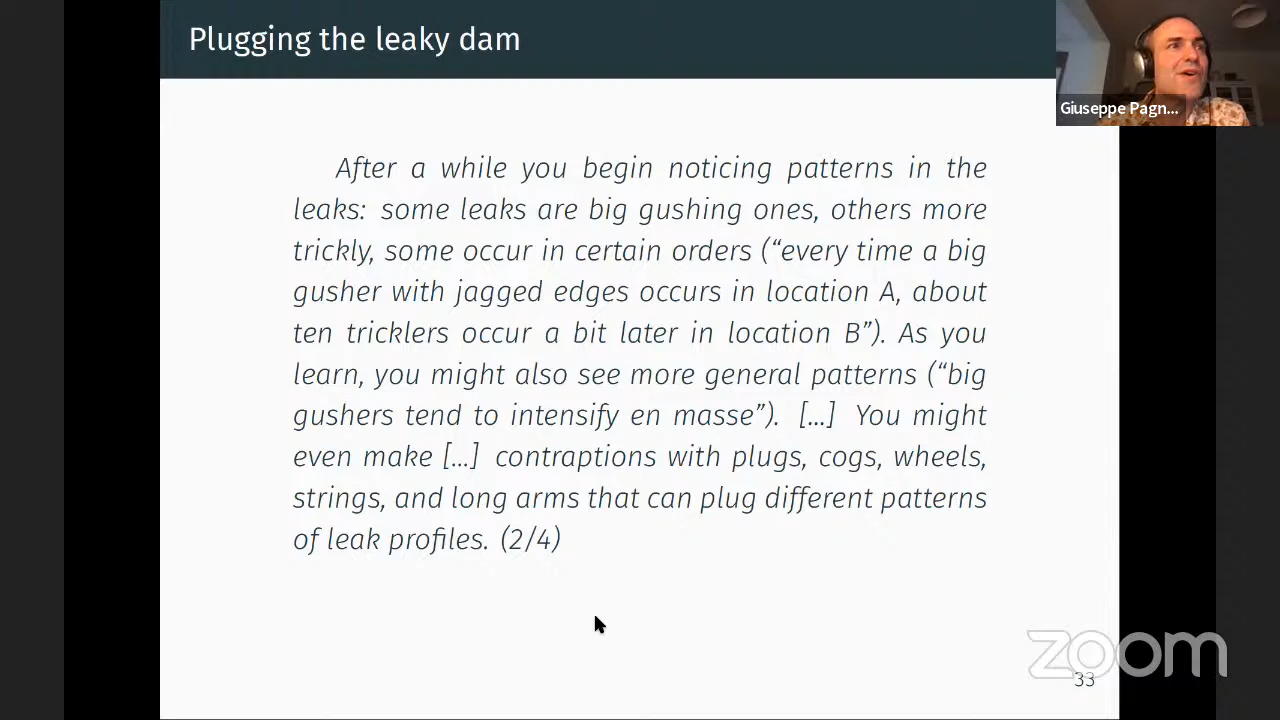 Plugging the leaky dam
Giuseppe Pagn...
After a while you begin noticing patterns in the
leaks: some leaks are big gushing ones, others more
trickly, some occur in certain orders (“every time a big
gusher with jagged edges occurs in location A, about
ten tricklers occur a bit later in location B”). As you
learn, you might also see more general patterns (“big
gushers tend to intensify en masse”). [...] You might
even make [...] contraptions with plugs, cogs, wheels,
strings, and long arms that can plug different patterns
of leak profiles. (2/4)
zoom
33